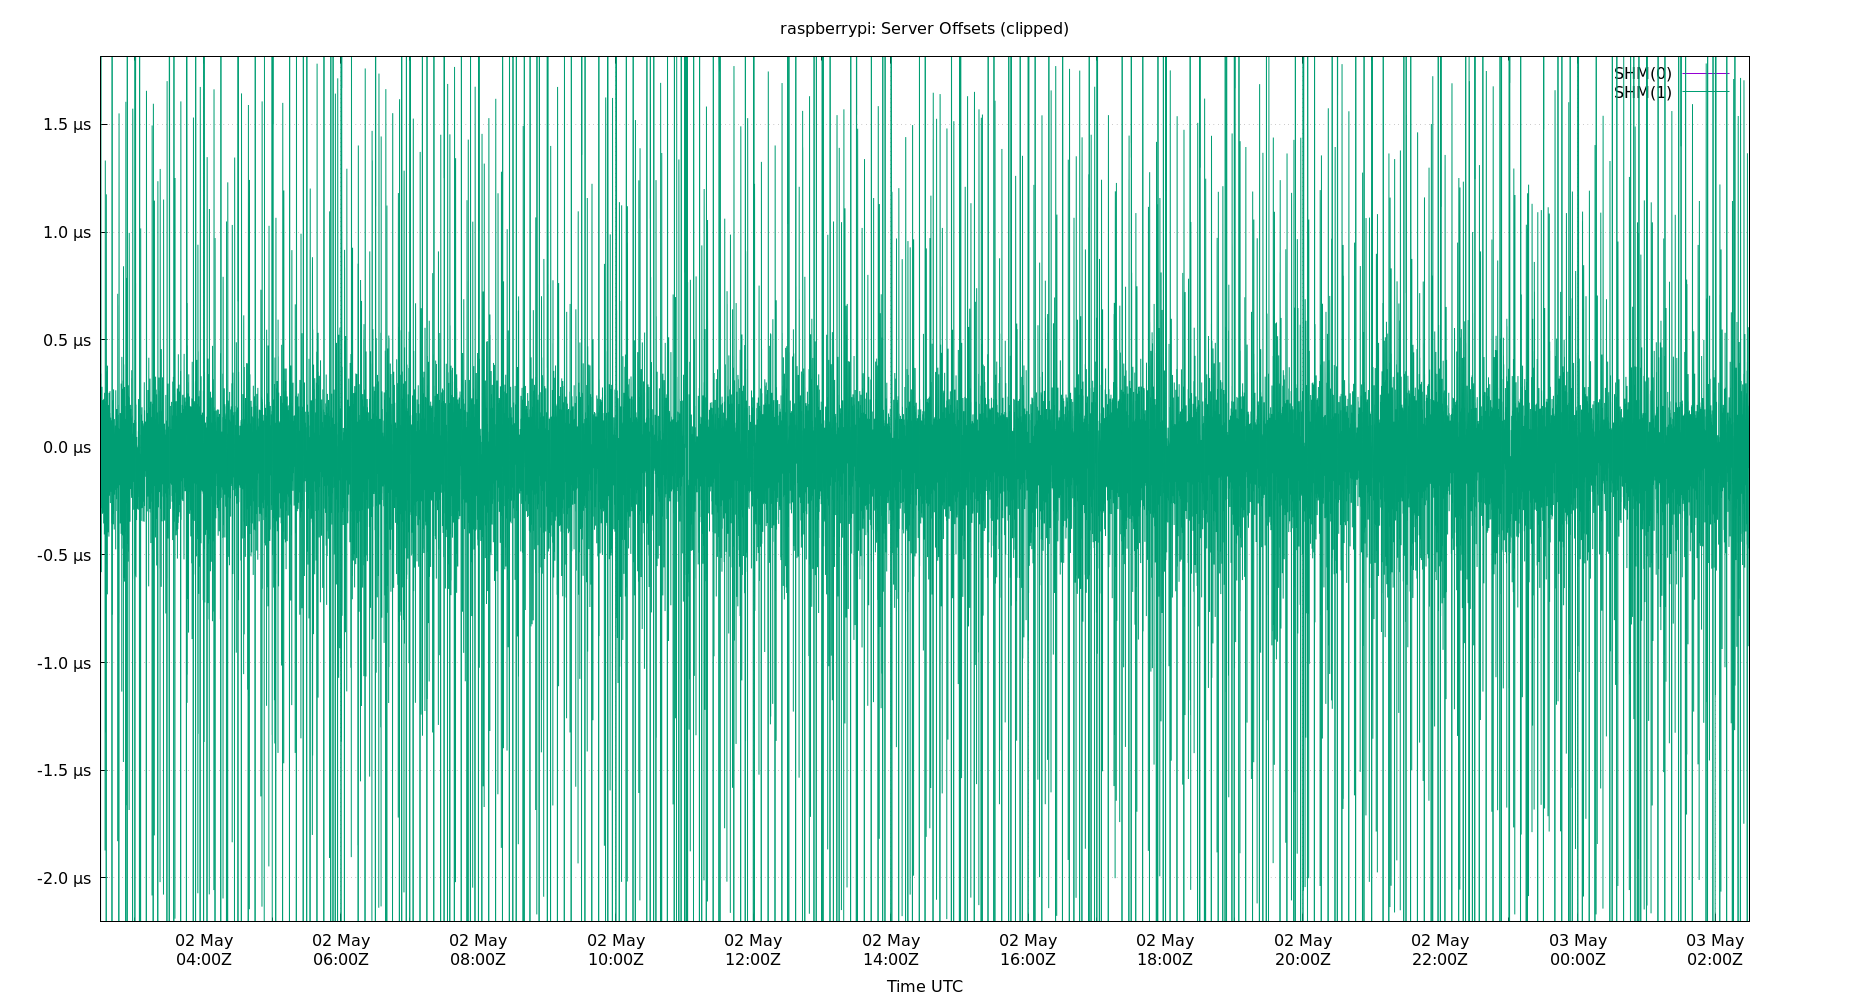 raspberrypi: Server Offsets (clipped)
SHM(0)
SHM(1)
1.5 µs
1.0 µs
0.5 µs
0.0 µs
-0.5 µs
-1.0 µs
-1.5 µs
-2.0 µs
02 May 02 May 02 May 02 May 02 May 02 May 02 May 02 May 02 May 02 May 03 May 03 May
04:00Z 06:00Z 08:00Z 10:00Z 12:00Z 14:00Z 16:00Z 18:00Z 20:00Z 22:00Z 00:00Z 02:00Z
Time UTC